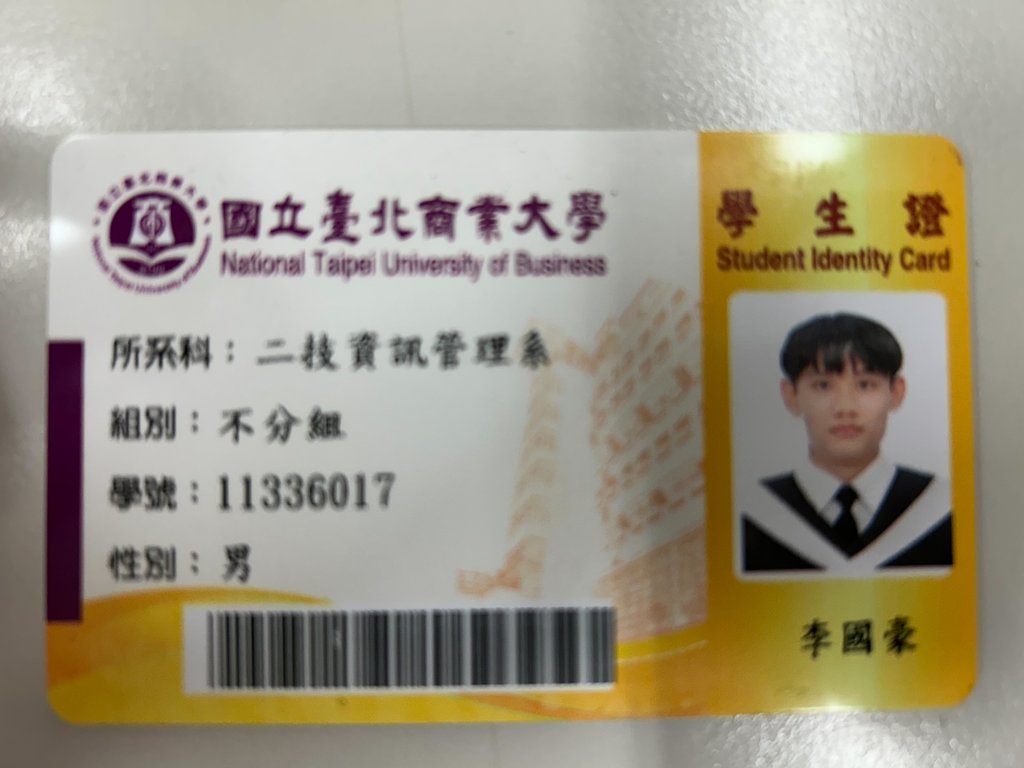 國立臺北商業大學
National Taipei University of Business
學生證
Student Identity Card
所系科：二技資訊管理系
組別：不分組
學號：11336017
性別：男
李國豪